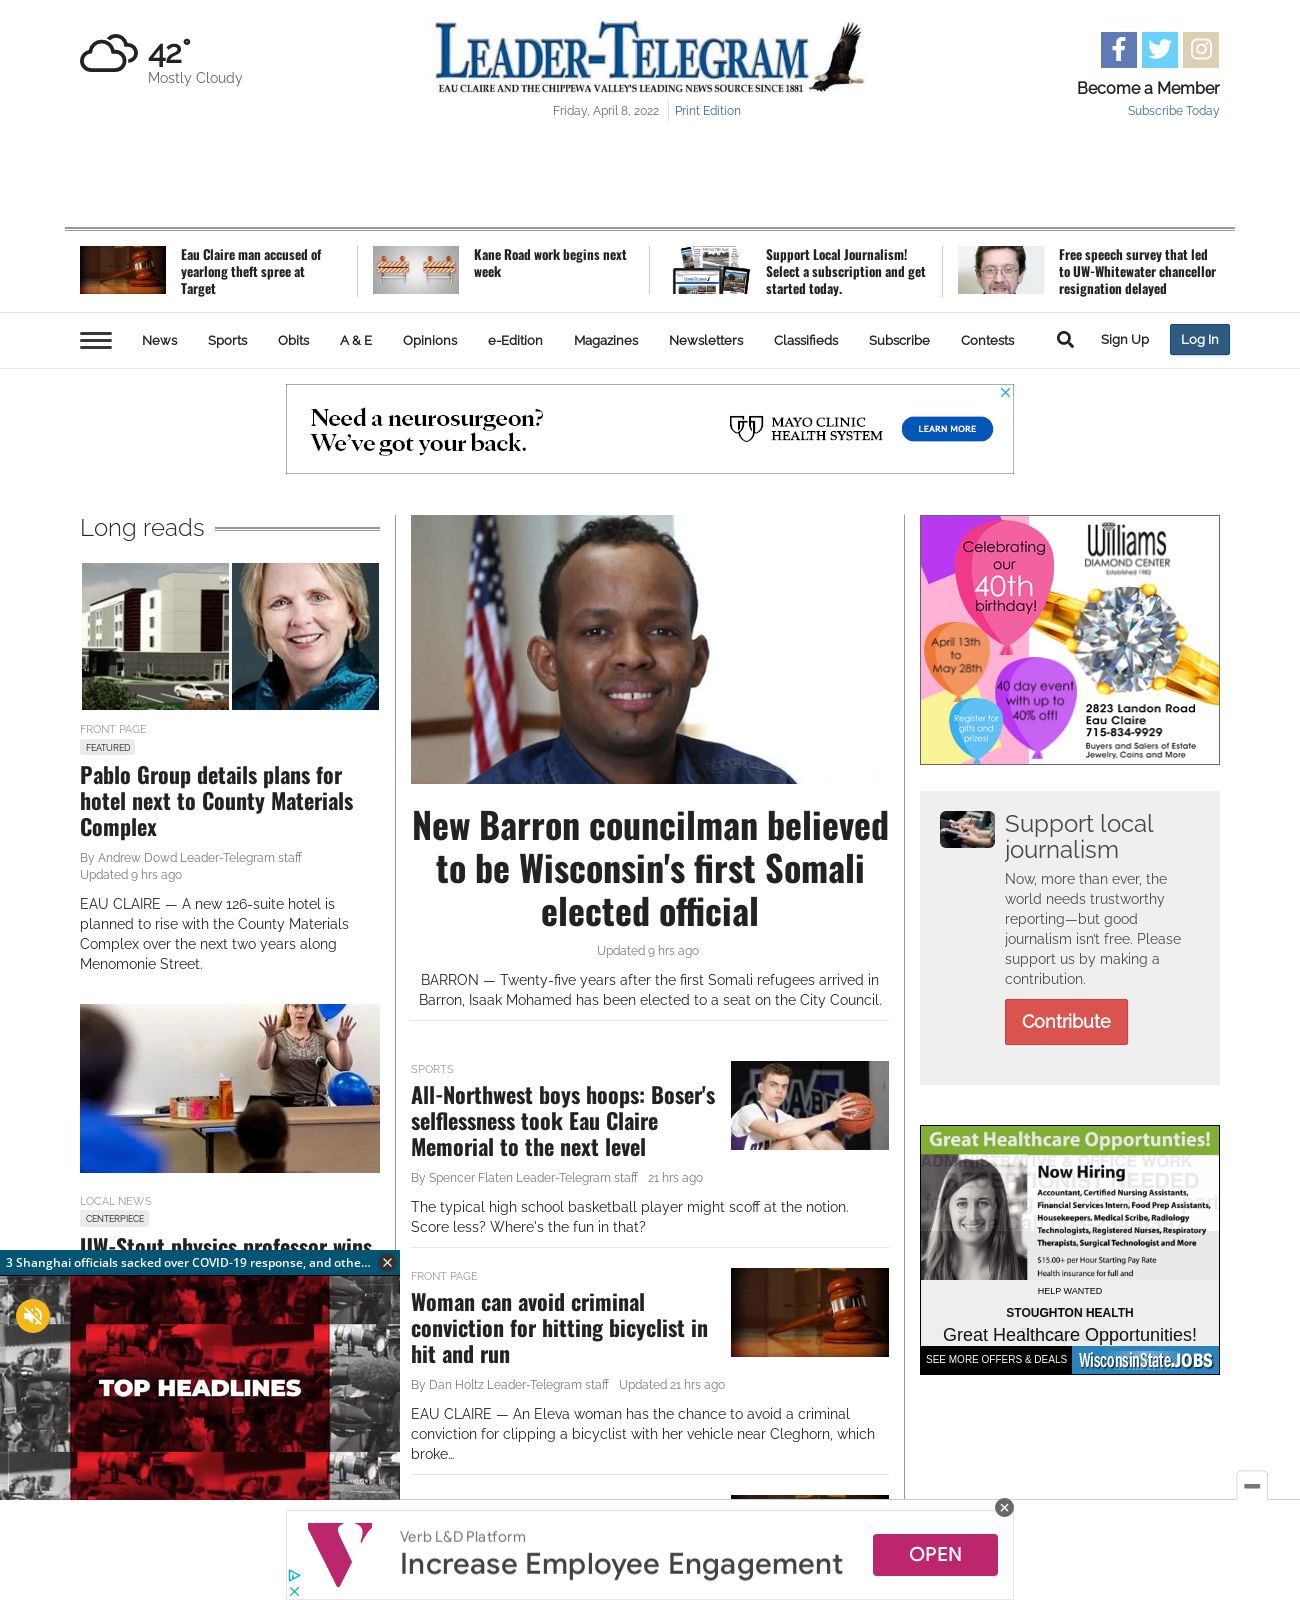 42°
Mostly Cloudy
LEADER-TELEGRAM
EAU CLAIRE AND THE CHIPPEWA VALLEY'S LEADING NEWS SOURCE SINCE 1881
Friday, April 8, 2022
Print Edition
Become a Member
Subscribe Today
Eau Claire man accused of
yearlong theft spree at
Target
Kane Road work begins next
week
Support Local Journalism!
Select a subscription and get
started today.
Free speech survey that led
to UW-Whitewater chancellor
resignation delayed
News
Sports
Obits
A & E
Opinions
e-Edition
Magazines
Newsletters
Classifieds
Subscribe
Contests
Sign Up
Log In
Need a neurosurgeon?
We've got your back.
MAYO CLINIC
HEALTH SYSTEM
LEARN MORE
Long reads
FRONT PAGE
FEATURED
Pablo Group details plans for
hotel next to County Materials
Complex
By Andrew Dowd Leader-Telegram staff
Updated 9 hrs ago
EAU CLAIRE — A new 126-suite hotel is
planned to rise with the County Materials
Complex over the next two years along
Menomonie Street.
LOCAL NEWS
CENTERPIECE
UW-Stout physics professor wins
3 Shanghai officials sacked over COVID-19 response, and othe...
TOP HEADLINES
New Barron councilman believed
to be Wisconsin's first Somali
elected official
Updated 9 hrs ago
BARRON — Twenty-five years after the first Somali refugees arrived in
Barron, Isaak Mohamed has been elected to a seat on the City Council.
SPORTS
All-Northwest boys hoops: Boser's
selflessness took Eau Claire
Memorial to the next level
By Spencer Flaten Leader-Telegram staff
21 hrs ago
The typical high school basketball player might scoff at the notion.
Score less? Where's the fun in that?
FRONT PAGE
Woman can avoid criminal
conviction for hitting bicyclist in
hit and run
By Dan Holtz Leader-Telegram staff
Updated 21 hrs ago
EAU CLAIRE — An Eleva woman has the chance to avoid a criminal
conviction for clipping a bicyclist with her vehicle near Cleghorn, which
broke…
Celebrating
our
40th
birthday!
April 13th
to
May 28th
40 day event
with up to
40% off!
Register for
gifts and
prizes!
Williams
DIAMOND CENTER
Established 1982
2823 Landon Road
Eau Claire
715-834-9929
Buyers and Sellers of Estate
Jewelry, Coins and More
Support local
journalism
Now, more than ever, the
world needs trustworthy
reporting—but good
journalism isn't free. Please
support us by making a
contribution.
Contribute
Great Healthcare Opportunties!
ADMINISTRATIVE & OFFICE WORK
Now Hiring
Accountant, Certified Nursing Assistants,
Financial Services Intern, Food Prep Assistants,
Housekeepers, Medical Scribe, Radiology
Technologists, Registered Nurses, Respiratory
Therapists, Surgical Technologist and More
$15.00+ per Hour Starting Pay Rate
Health insurance for full and
HELP WANTED
STOUGHTON HEALTH
Great Healthcare Opportunities!
SEE MORE OFFERS & DEALS
WisconsinState.JOBS
Verb L&D Platform
Increase Employee Engagement
OPEN